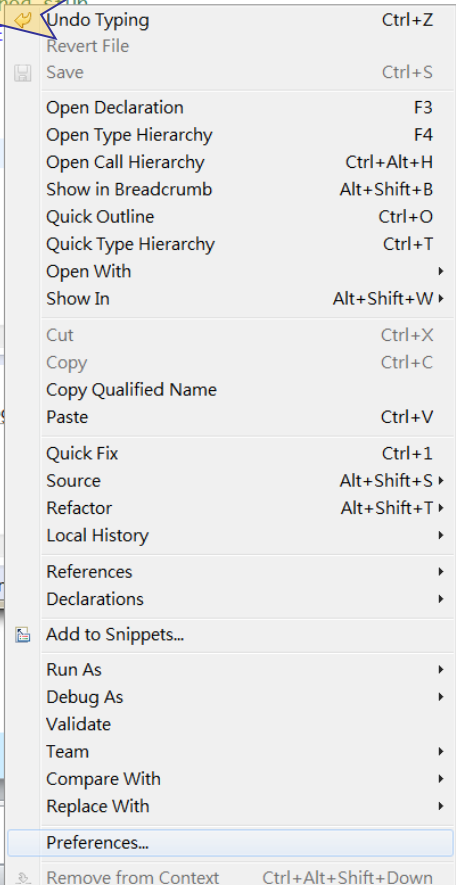 Undo Typing Ctrl+Z
Revert File
Save Ctrl+S
Open Declaration F3
Open Type Hierarchy F4
Open Call Hierarchy Ctrl+Alt+H
Show in Breadcrumb Alt+Shift+B
Quick Outline Ctrl+O
Quick Type Hierarchy Ctrl+T
Open With
Show In Alt+Shift+W
Cut Ctrl+X
Copy Ctrl+C
Copy Qualified Name
Paste Ctrl+V
Quick Fix Ctrl+1
Source Alt+Shift+S
Refactor Alt+Shift+T
Local History
References
Declarations
Add to Snippets...
Run As
Debug As
Validate
Team
Compare With
Replace With
Preferences...
Remove from Context Ctrl+Alt+Shift+Down